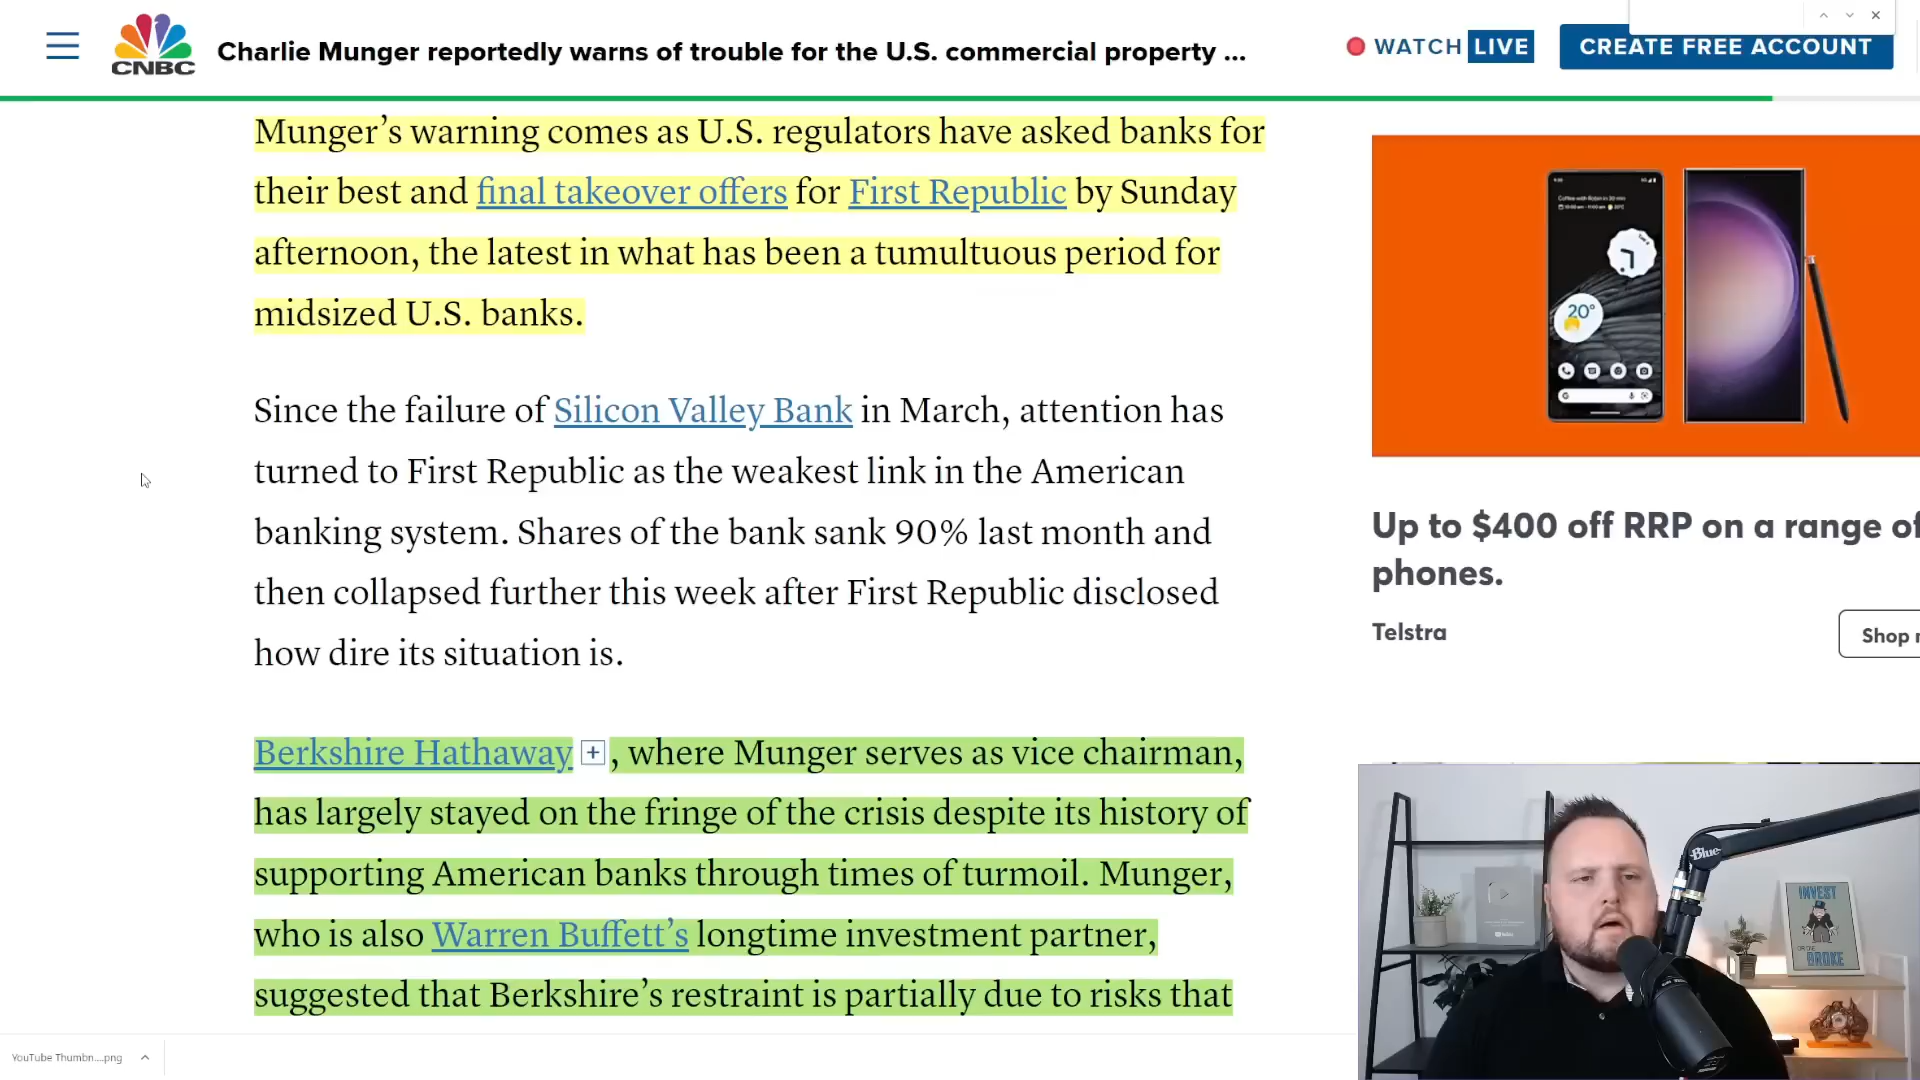 CNBC
Charlie Munger reportedly warns of trouble for the U.S. commercial property ...
WATCH LIVE
CREATE FREE ACCOUNT
Munger’s warning comes as U.S. regulators have asked banks for
their best and final takeover offers for First Republic by Sunday
afternoon, the latest in what has been a tumultuous period for
midsized U.S. banks.
Since the failure of Silicon Valley Bank in March, attention has
turned to First Republic as the weakest link in the American
banking system. Shares of the bank sank 90% last month and
then collapsed further this week after First Republic disclosed
how dire its situation is.
Berkshire Hathaway + , where Munger serves as vice chairman,
has largely stayed on the fringe of the crisis despite its history of
supporting American banks through times of turmoil. Munger,
who is also Warren Buffett’s longtime investment partner,
suggested that Berkshire’s restraint is partially due to risks that
20°
Up to $400 off RRP on a range of
phones.
Telstra
Shop
Blue
INVEST
OR GO
BROKE
YouTube Thumbn....png